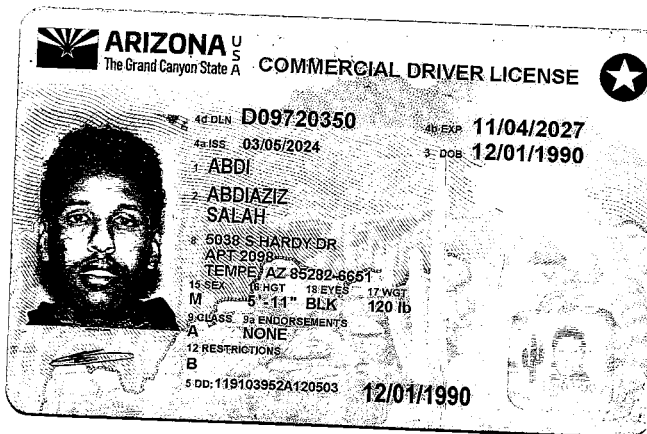 ARIZONA USA
The Grand Canyon State
COMMERCIAL DRIVER LICENSE
4d DLN D09720350
4b EXP 11/04/2027
4a ISS 03/05/2024
3 DOB 12/01/1990
1 ABDI
2 ABDIAZIZ
SALAH
8 5038 S HARDY DR
APT 2098
TEMPE, AZ 85282-6651
15 SEX M
16 HGT 5'-11"
18 EYES BLK
17 WGT 120 lb
9 CLASS A
9a ENDORSEMENTS NONE
12 RESTRICTIONS
B
5 DD: 119103952A120503
12/01/1990